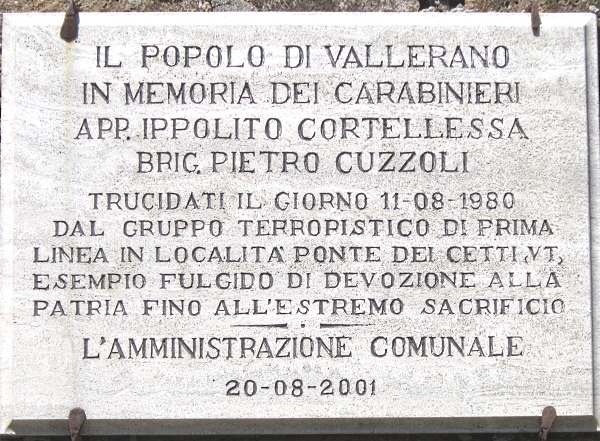 IL POPOLO DI VALLERANO
IN MEMORIA DEI CARABINIERI
APP. IPPOLITO CORTELLESSA
BRIG. PIETRO CUZZOLI
TRUCIDATI IL GIORNO 11-08-1980
DAL GRUPPO TERRORISTICO DI PRIMA
LINEA IN LOCALITA' PONTE DEI CETTI, VT,
ESEMPIO FULGIDO DI DEVOZIONE ALLA
PATRIA FINO ALL'ESTREMO SACRIFICIO
L'AMMINISTRAZIONE COMUNALE
20-08-2001